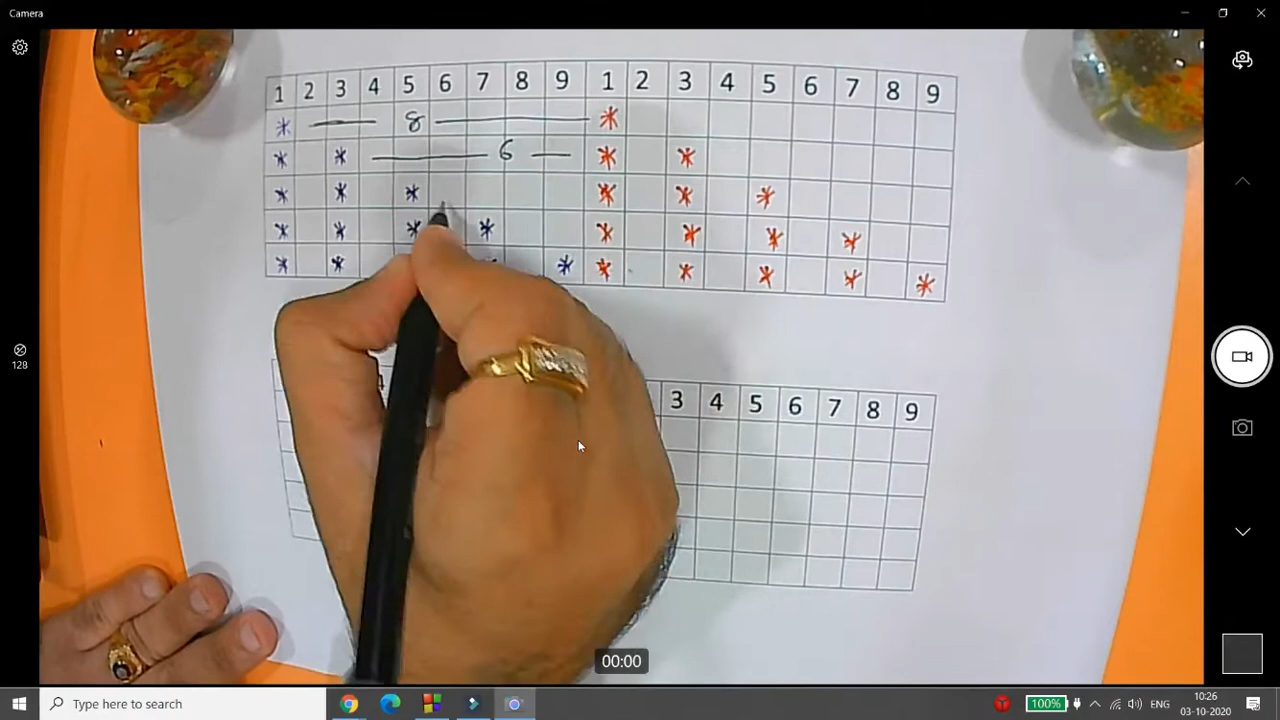 Camera
1 2 3 4 5 6 7 8 9 1 2 3 4 5 6 7 8 9
* 8 *
* * 6 * *
* * * * * *
* * * * * * * *
* * * * * * * * *
3 4 5 6 7 8 9
128
00:00
Type here to search
100%
ENG
10:26
03-10-2020